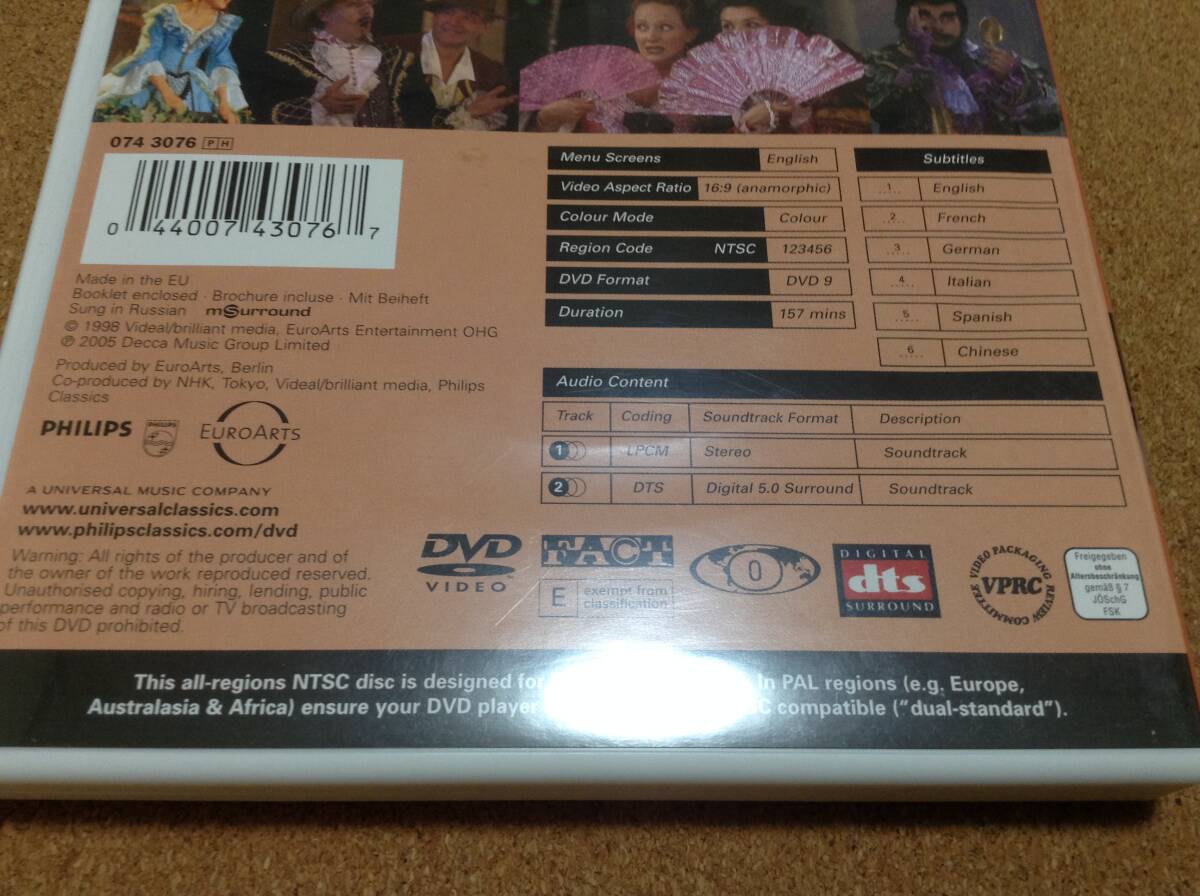 074 3076 P H
0 44007 43076 7
Made in the EU
Booklet enclosed · Brochure incluse · Mit Beiheft
Sung in Russian mSurround
© 1998 Videal/brilliant media, EuroArts Entertainment OHG
℗ 2005 Decca Music Group Limited
Produced by EuroArts, Berlin
Co-produced by NHK, Tokyo, Videal/brilliant media, Philips
Classics
PHILIPS PHILIPS EUROARTS
A UNIVERSAL MUSIC COMPANY
www.universalclassics.com
www.philipsclassics.com/dvd
Warning: All rights of the producer and of
the owner of the work reproduced reserved.
Unauthorised copying, hiring, lending, public
performance and radio or TV broadcasting
of this DVD prohibited.
Menu Screens English
Video Aspect Ratio 16:9 (anamorphic)
Colour Mode Colour
Region Code NTSC 123456
DVD Format DVD 9
Duration 157 mins
Subtitles
1 English
2 French
3 German
4 Italian
5 Spanish
6 Chinese
Audio Content
Track Coding Soundtrack Format Description
1 LPCM Stereo Soundtrack
2 DTS Digital 5.0 Surround Soundtrack
DVD
VIDEO
FACT
E exempt from
classification
0
DIGITAL
dts
SURROUND
VIDEO PACKAGING REVIEW COMMITTEE
VPRC
Freigegeben
ohne
Altersbeschränkung
gemäß § 7
JÖSchG
FSK
This all-regions NTSC disc is designed for In PAL regions (e.g. Europe,
Australasia & Africa) ensure your DVD player compatible ("dual-standard").